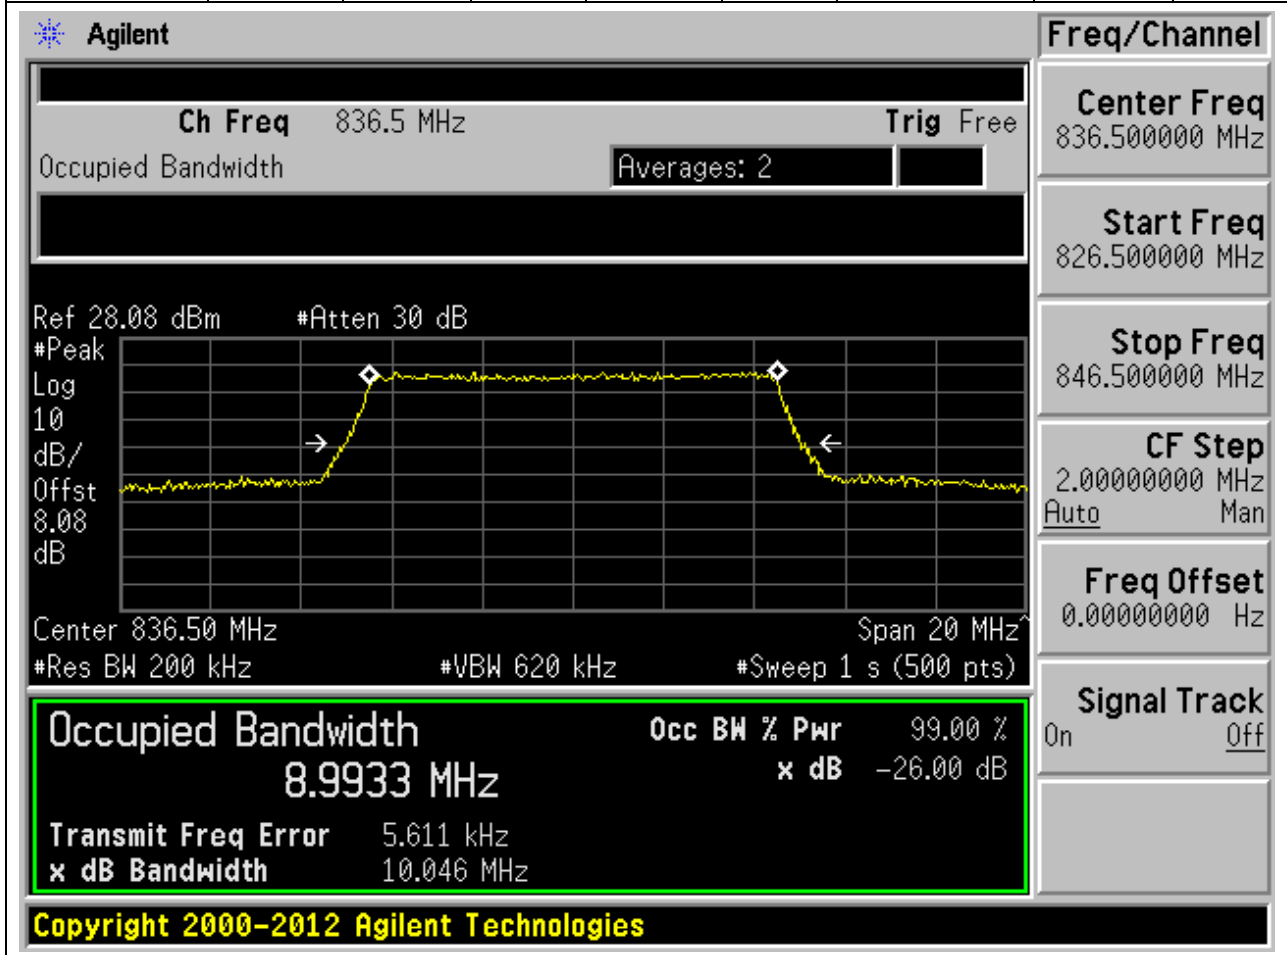 Agilent
Freq/Channel
Ch Freq 836.5 MHz Trig Free
Occupied Bandwidth Averages: 2
Center Freq
836.500000 MHz
Start Freq
826.500000 MHz
Stop Freq
846.500000 MHz
CF Step
2.00000000 MHz
Auto Man
Freq Offset
0.00000000 Hz
Signal Track
On Off
Ref 28.08 dBm #Atten 30 dB
#Peak
Log
10
dB/
Offst
8.08
dB
Center 836.50 MHz Span 20 MHz^
#Res BW 200 kHz #VBW 620 kHz #Sweep 1 s (500 pts)
Occupied Bandwidth
8.9933 MHz
Occ BW % Pwr 99.00 %
x dB -26.00 dB
Transmit Freq Error 5.611 kHz
x dB Bandwidth 10.046 MHz
Copyright 2000-2012 Agilent Technologies